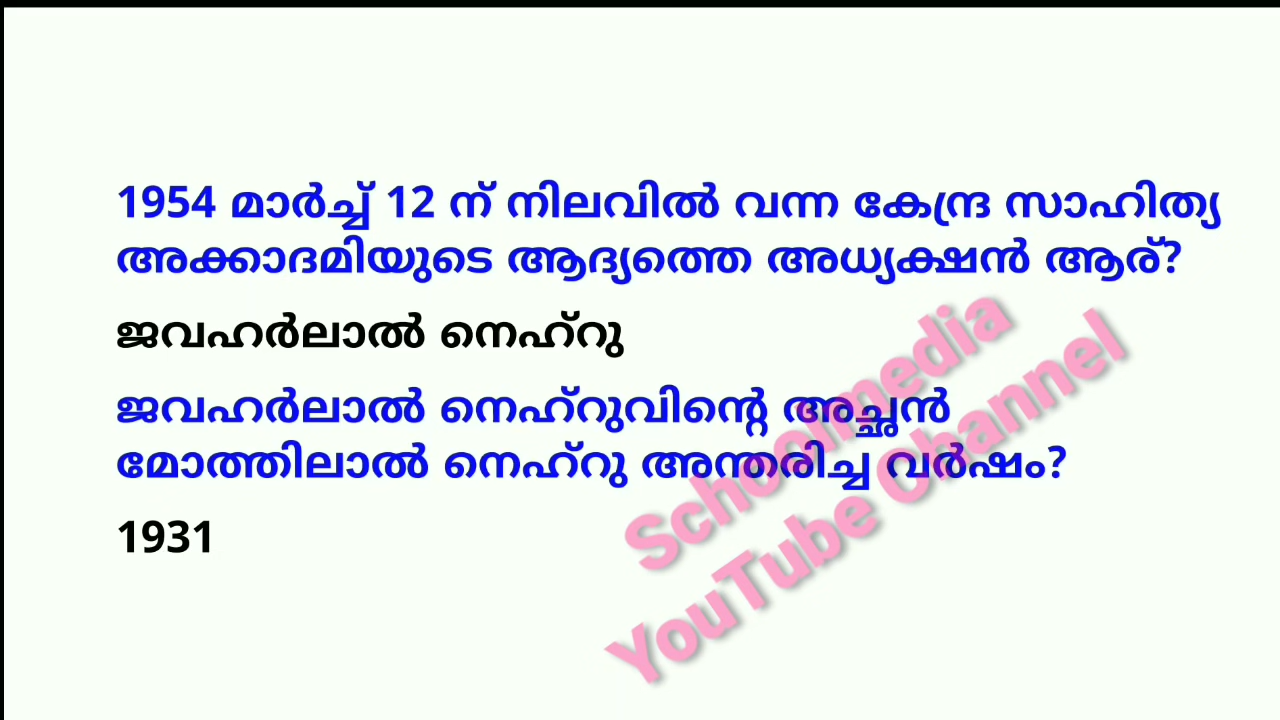 1954 മാർച്ച് 12 ന് നിലവിൽ വന്ന കേന്ദ്ര സാഹിത്യ
അക്കാദമിയുടെ ആദ്യത്തെ അധ്യക്ഷൻ ആര്?
ജവഹർലാൽ നെഹ്റു
ജവഹർലാൽ നെഹ്റുവിന്റെ അച്ഛൻ
മോത്തിലാൽ നെഹ്റു അന്തരിച്ച വർഷം?
1931
Schoolmedia
YouTube Channel